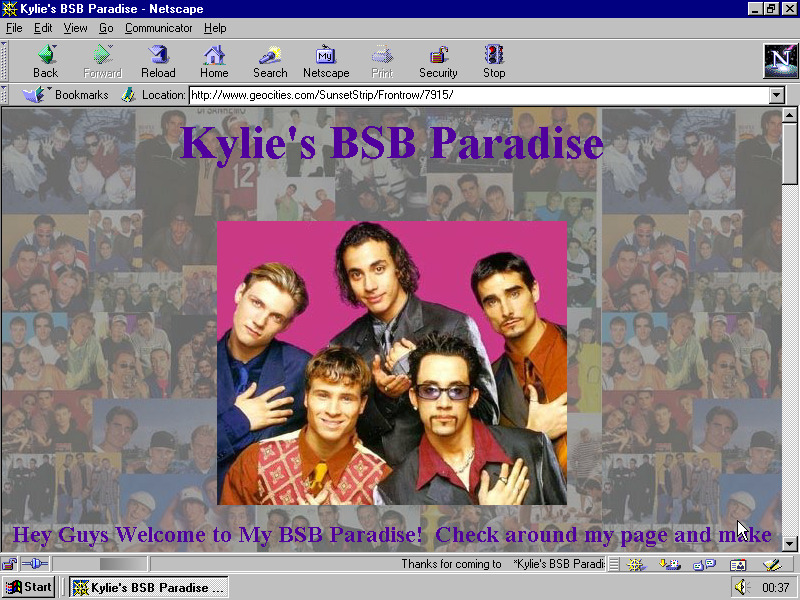 Kylie's BSB Paradise - Netscape
File Edit View Go Communicator Help
Back Forward Reload Home Search Netscape Print Security Stop
My
N
Bookmarks Location: http://www.geocities.com/SunsetStrip/Frontrow/7915/
Kylie's BSB Paradise
12
Hey Guys Welcome to My BSB Paradise! Check around my page and make
Thanks for coming to *Kylie's BSB Paradi
Start Kylie's BSB Paradise ... 00:37